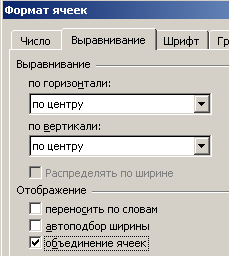 Формат ячеек
Число Выравнивание Шрифт
Выравнивание
по горизонтали:
по центру
по вертикали:
по центру
Распределять по ширине
Отображение
переносить по словам
автоподбор ширины
объединение ячеек